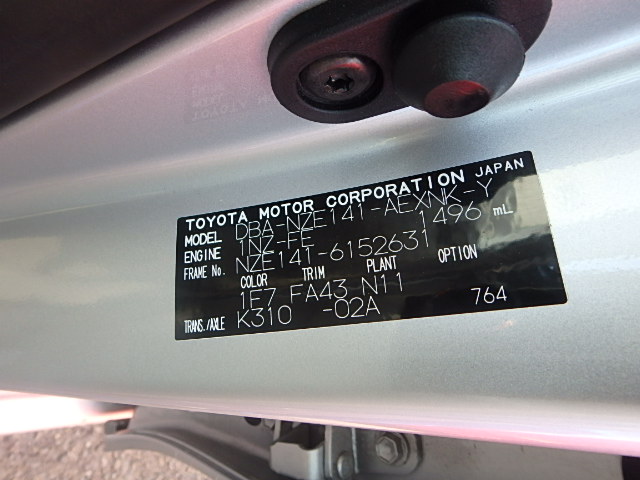 TOYOTA MOTOR CORPORATION JAPAN
MODEL DBA-NZE141-AEXNK-Y
ENGINE 1NZ-FE 1496 mL
FRAME No. NZE141-6152631
COLOR TRIM PLANT OPTION
1F7 FA43 N11
TRANS./AXLE K310 -02A 764